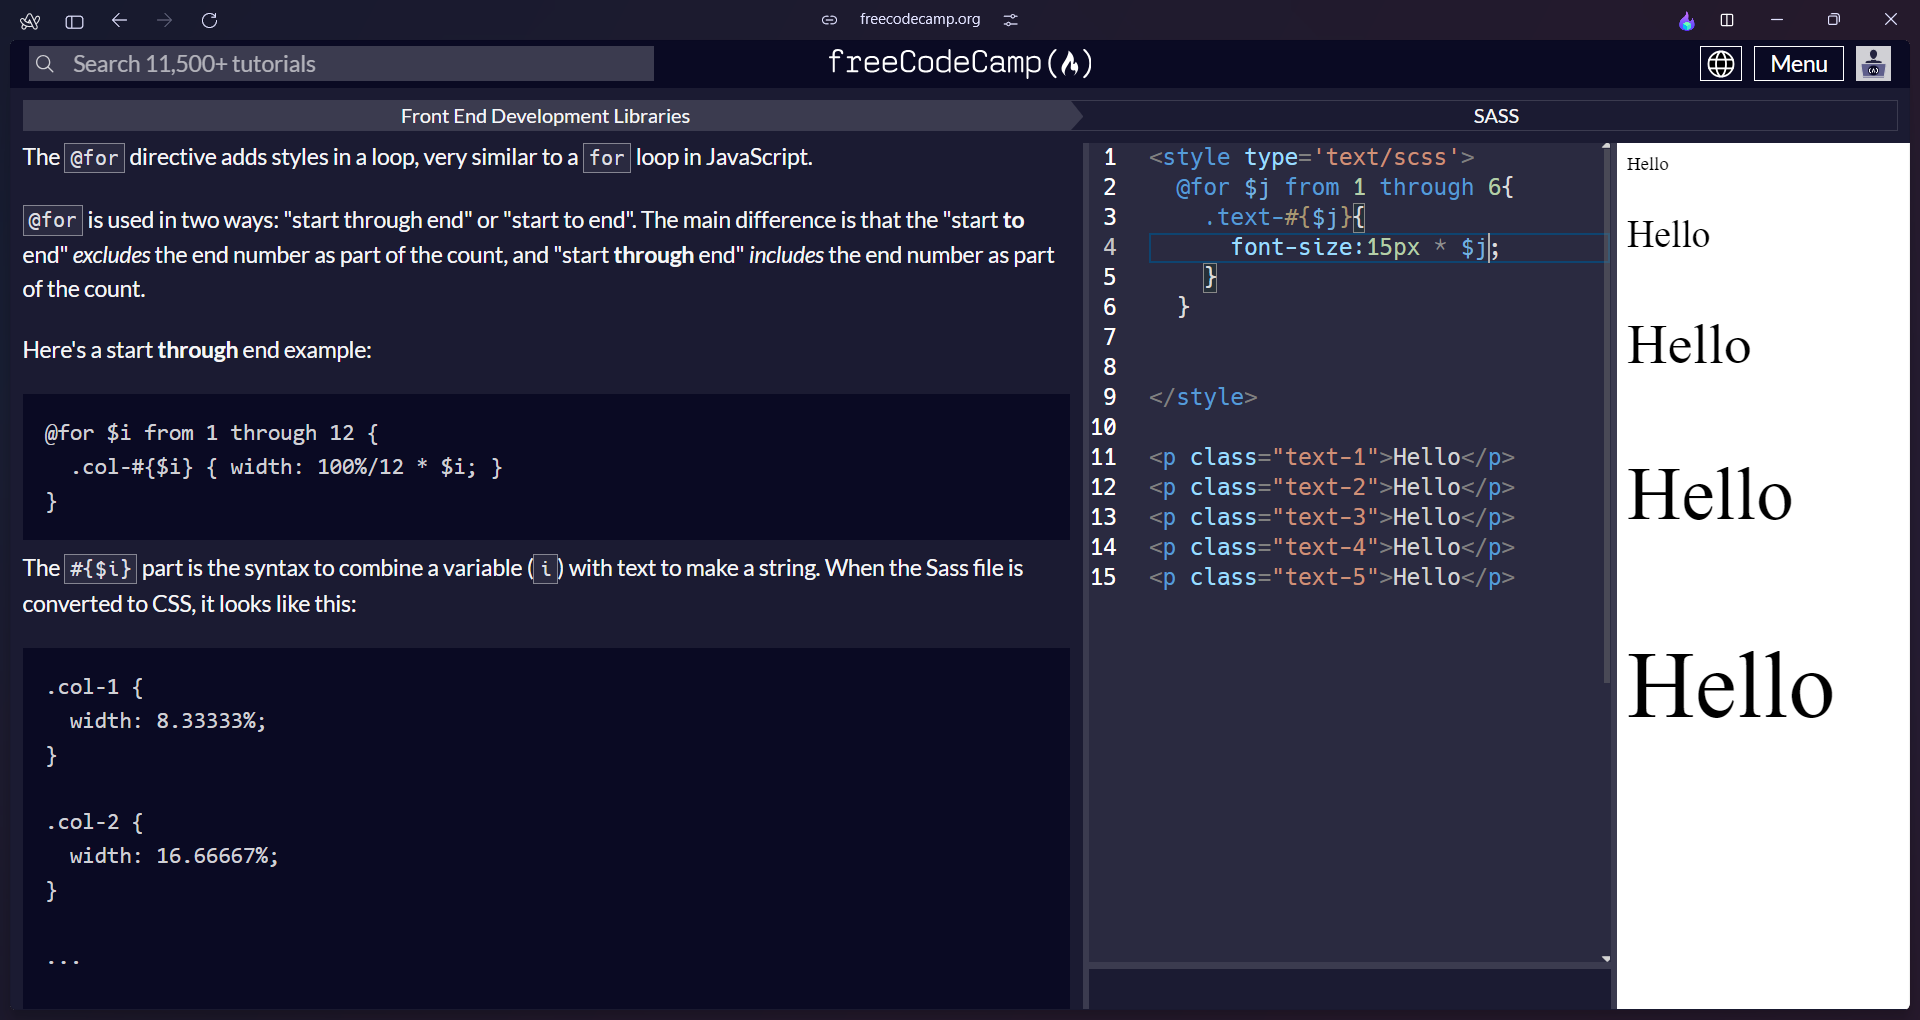 freecodecamp.org
Search 11,500+ tutorials
freeCodeCamp
Menu
Front End Development Libraries
SASS
The @for directive adds styles in a loop, very similar to a for loop in JavaScript.
@for is used in two ways: "start through end" or "start to end". The main difference is that the "start to
end" excludes the end number as part of the count, and "start through end" includes the end number as part
of the count.
Here's a start through end example:
@for $i from 1 through 12 {
  .col-#{$i} { width: 100%/12 * $i; }
}
The #{$i} part is the syntax to combine a variable (i) with text to make a string. When the Sass file is
converted to CSS, it looks like this:
.col-1 {
  width: 8.33333%;
}
.col-2 {
  width: 16.66667%;
}
...
1 <style type='text/scss'>
2   @for $j from 1 through 6{
3     .text-#{$j}{
4       font-size:15px * $j;
5     }
6   }
7
8
9 </style>
10
11 <p class="text-1">Hello</p>
12 <p class="text-2">Hello</p>
13 <p class="text-3">Hello</p>
14 <p class="text-4">Hello</p>
15 <p class="text-5">Hello</p>
Hello
Hello
Hello
Hello
Hello